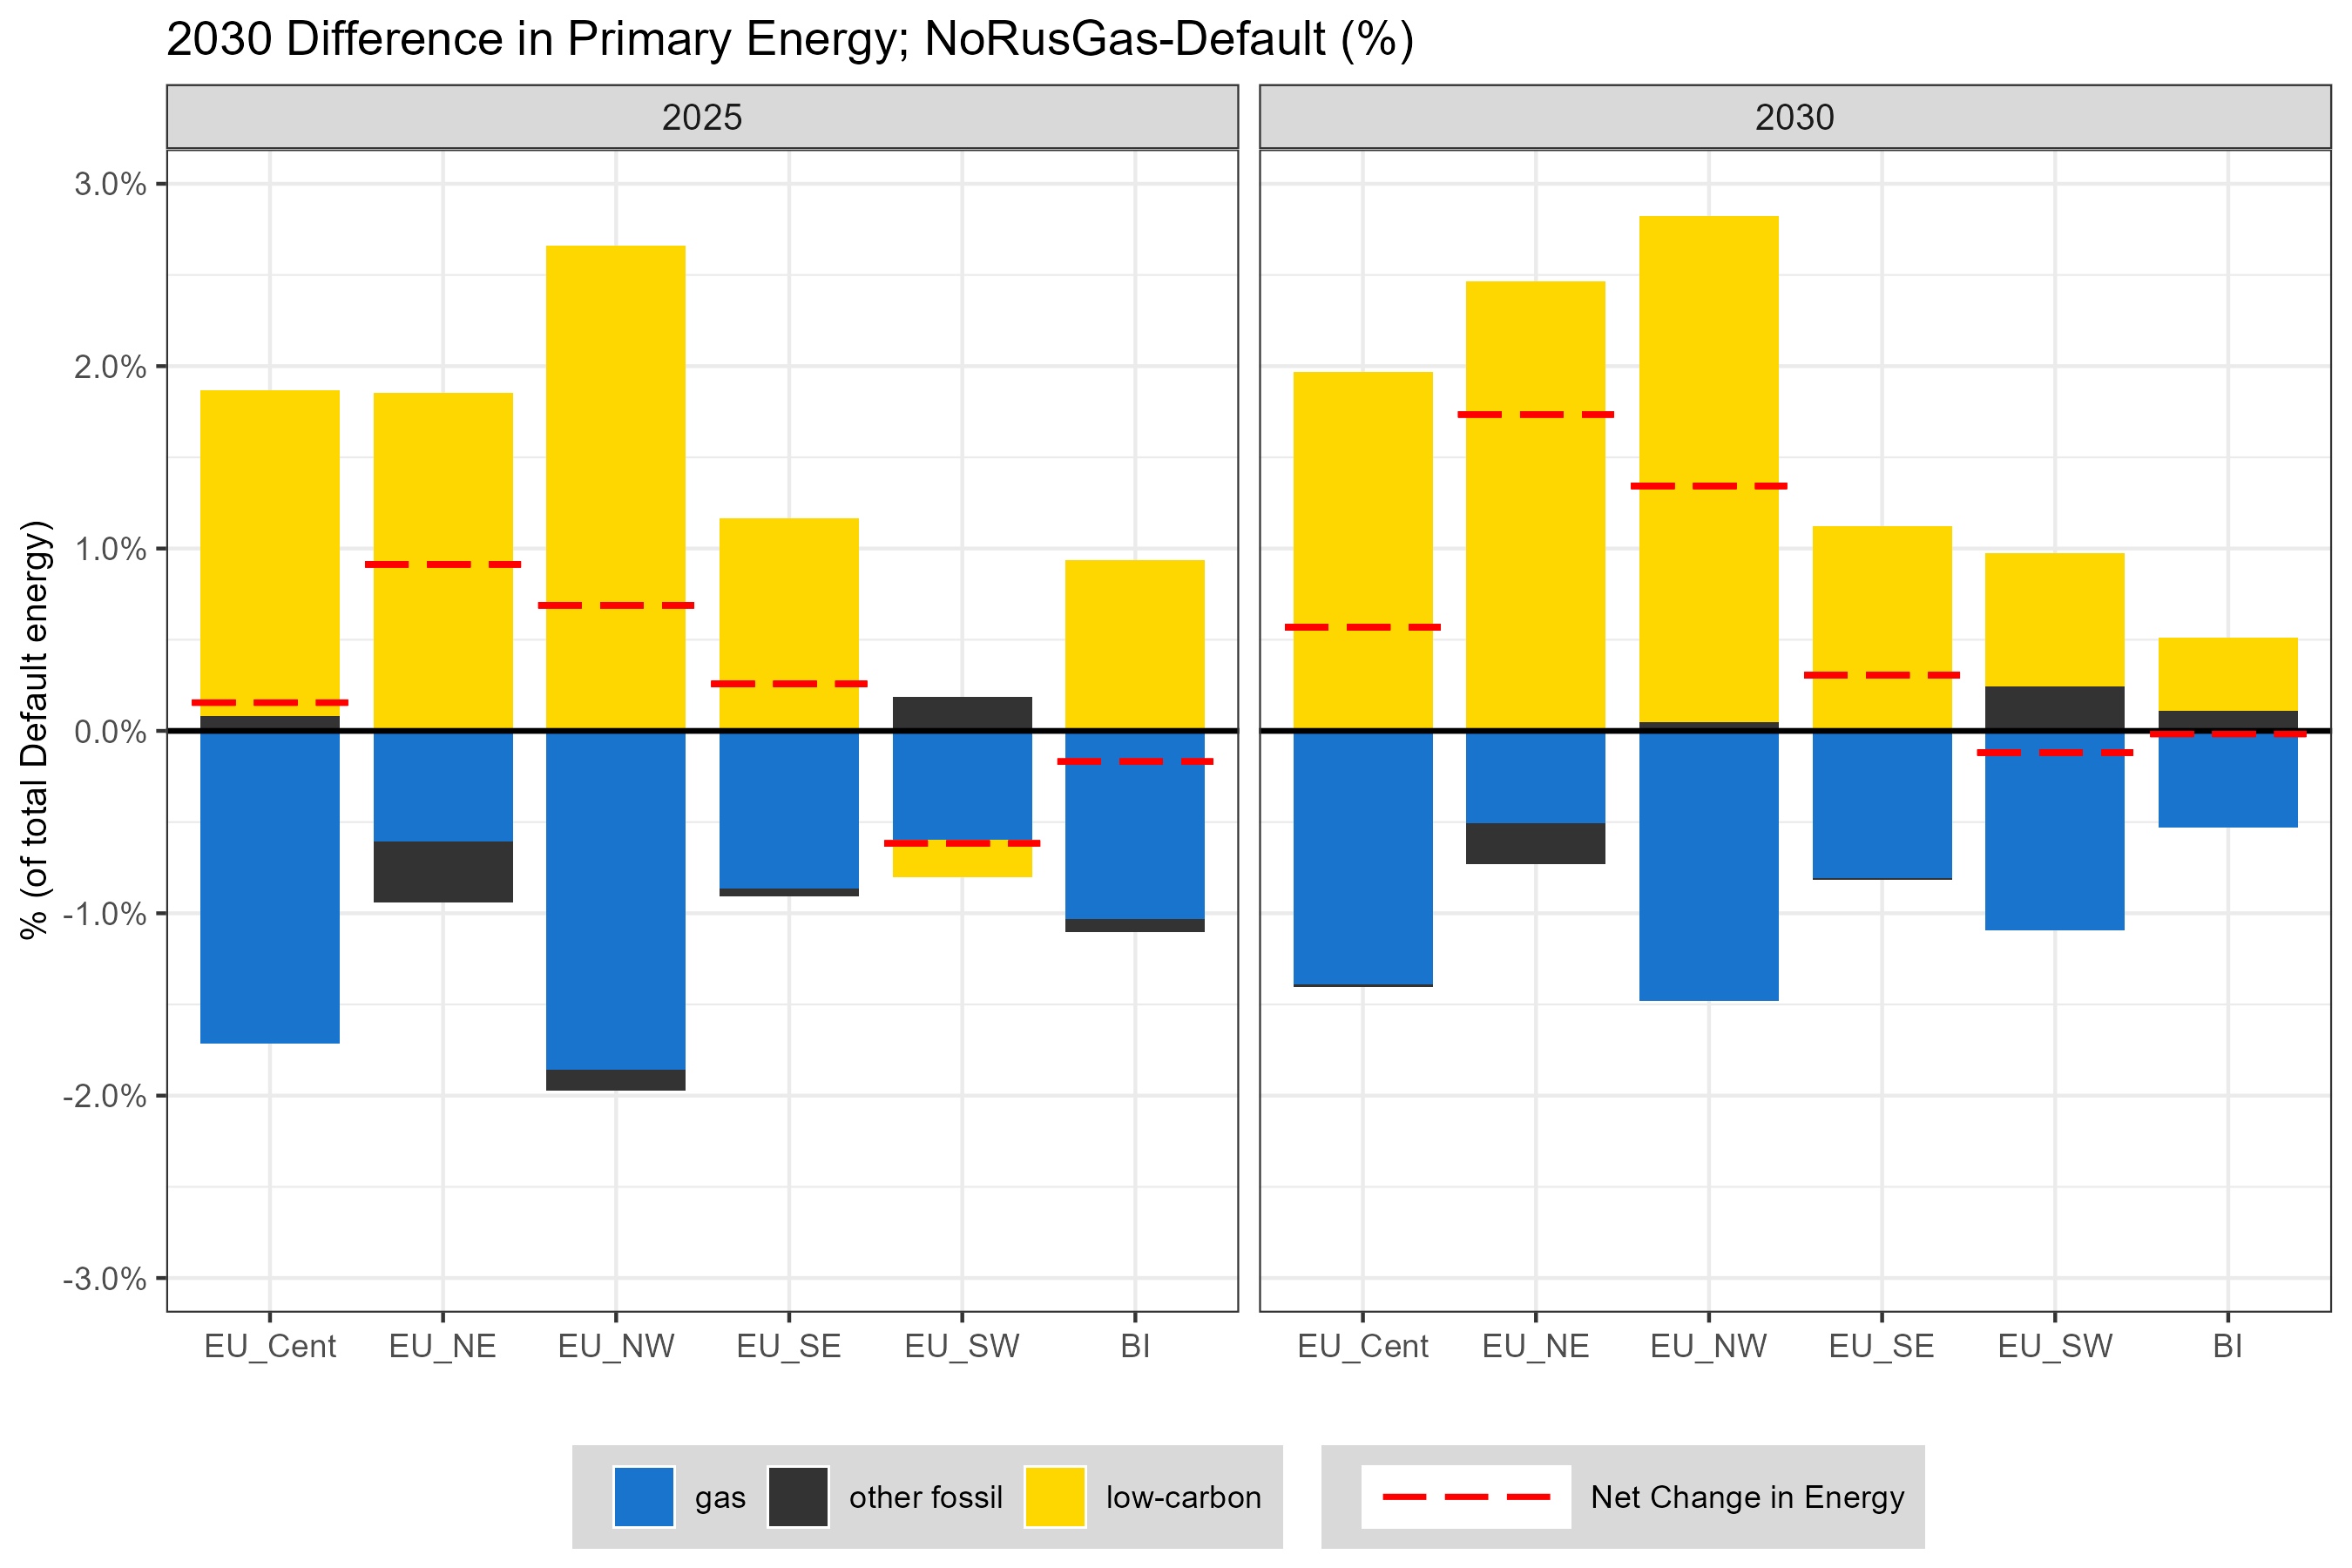 2030 Difference in Primary Energy; NoRusGas-Default (%)
2025
2030
% (of total Default energy)
3.0%
2.0%
1.0%
0.0%
-1.0%
-2.0%
-3.0%
EU_Cent EU_NE EU_NW EU_SE EU_SW BI
EU_Cent EU_NE EU_NW EU_SE EU_SW BI
gas other fossil low-carbon
Net Change in Energy